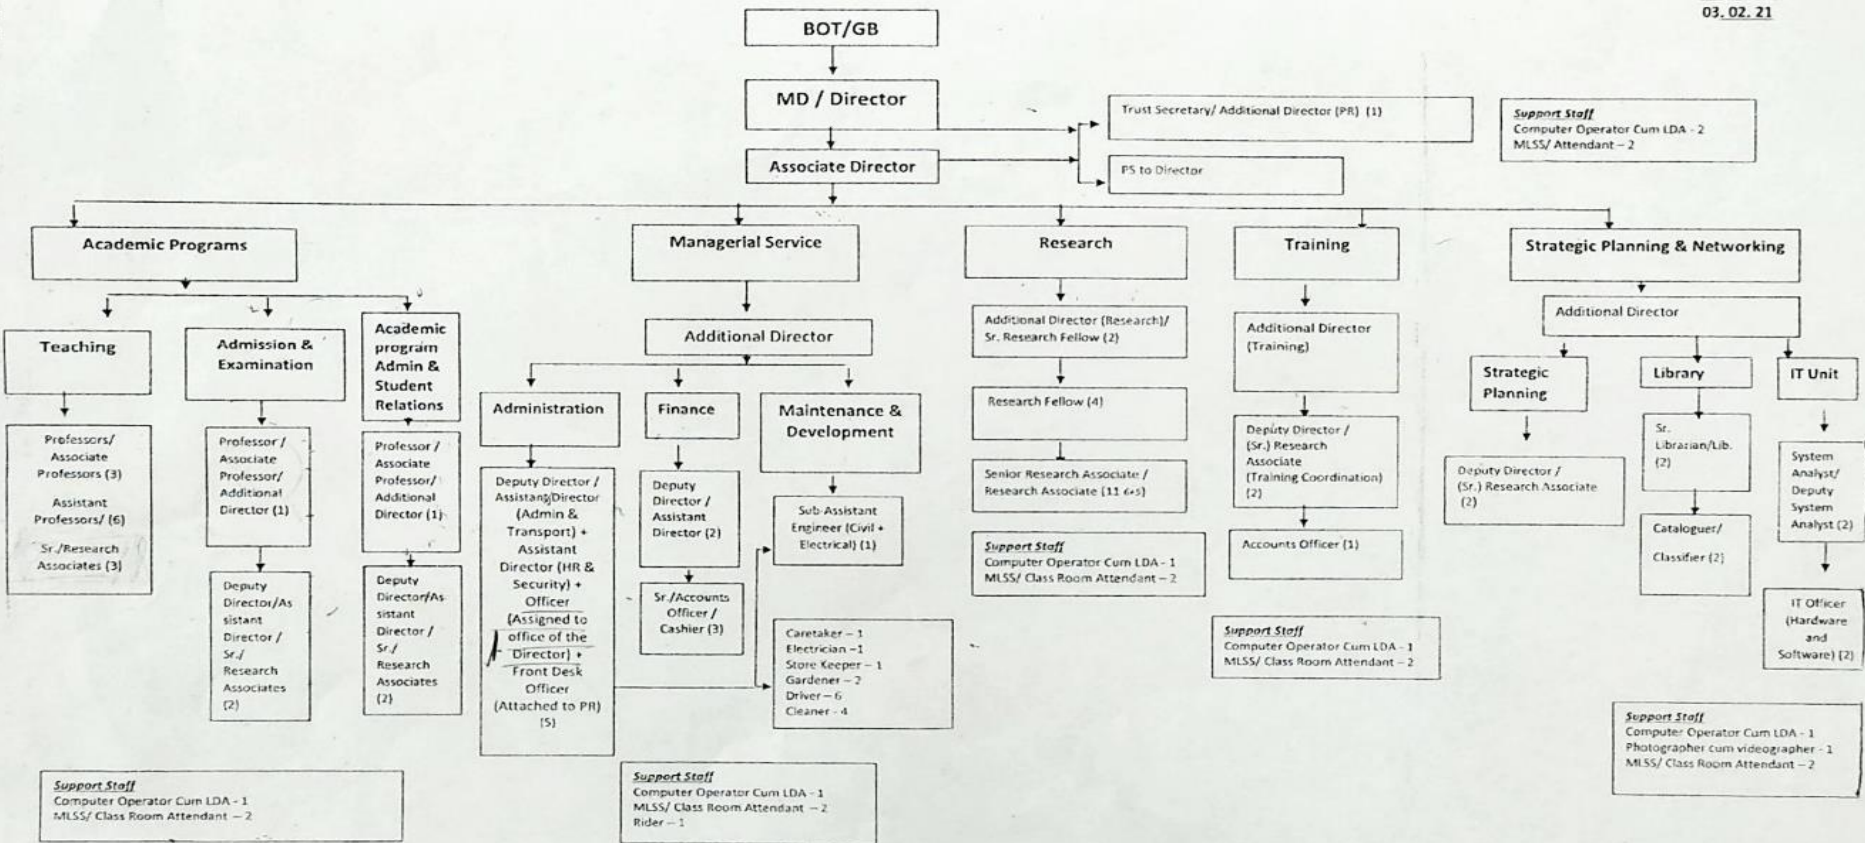 03. 02. 21
BOT/GB
MD / Director
Associate Director
Trust Secretary/ Additional Director (PR) (1)
PS to Director
Support Staff
Computer Operator Cum LDA - 2
MLSS/ Attendant – 2
Academic Programs
Managerial Service
Research
Training
Strategic Planning & Networking
Teaching
Professors/
Associate
Professors (3)
Assistant
Professors/ (6)
Sr./Research
Associates (3)
Admission &
Examination
Professor /
Associate
Professor/
Additional
Director (1)
Deputy
Director/As
sistant
Director /
Sr./
Research
Associates
(2)
Academic
program
Admin &
Student
Relations
Professor /
Associate
Professor/
Additional
Director (1)
Deputy
Director/As
sistant
Director /
Sr./
Research
Associates
(2)
Support Staff
Computer Operator Cum LDA - 1
MLSS/ Class Room Attendant – 2
Additional Director
Administration
Deputy Director /
Assistant/Director
(Admin &
Transport) +
Assistant
Director (HR &
Security) +
Officer
(Assigned to
office of the
Director) +
Front Desk
Officer
(Attached to PR)
(5)
Finance
Deputy
Director /
Assistant
Director (2)
Sr./Accounts
Officer /
Cashier (3)
Maintenance &
Development
Sub-Assistant
Engineer (Civil +
Electrical) (1)
Caretaker – 1
Electrician –1
Store Keeper – 1
Gardener – 2
Driver – 6
Cleaner - 4
Support Staff
Computer Operator Cum LDA - 1
MLSS/ Class Room Attendant – 2
Rider – 1
Additional Director (Research)/
Sr. Research Fellow (2)
Research Fellow (4)
Senior Research Associate /
Research Associate (11 6+5)
Support Staff
Computer Operator Cum LDA - 1
MLSS/ Class Room Attendant – 2
Additional Director
(Training)
Deputy Director /
(Sr.) Research
Associate
(Training Coordination)
(2)
Accounts Officer (1)
Support Staff
Computer Operator Cum LDA - 1
MLSS/ Class Room Attendant – 2
Additional Director
Strategic
Planning
Deputy Director /
(Sr.) Research Associate
(2)
Library
Sr.
Librarian/Lib.
(2)
Cataloguer/
Classifier (2)
IT Unit
System
Analyst/
Deputy
System
Analyst (2)
IT Officer
(Hardware
and
Software) (2)
Support Staff
Computer Operator Cum LDA - 1
Photographer cum videographer - 1
MLSS/ Class Room Attendant – 2